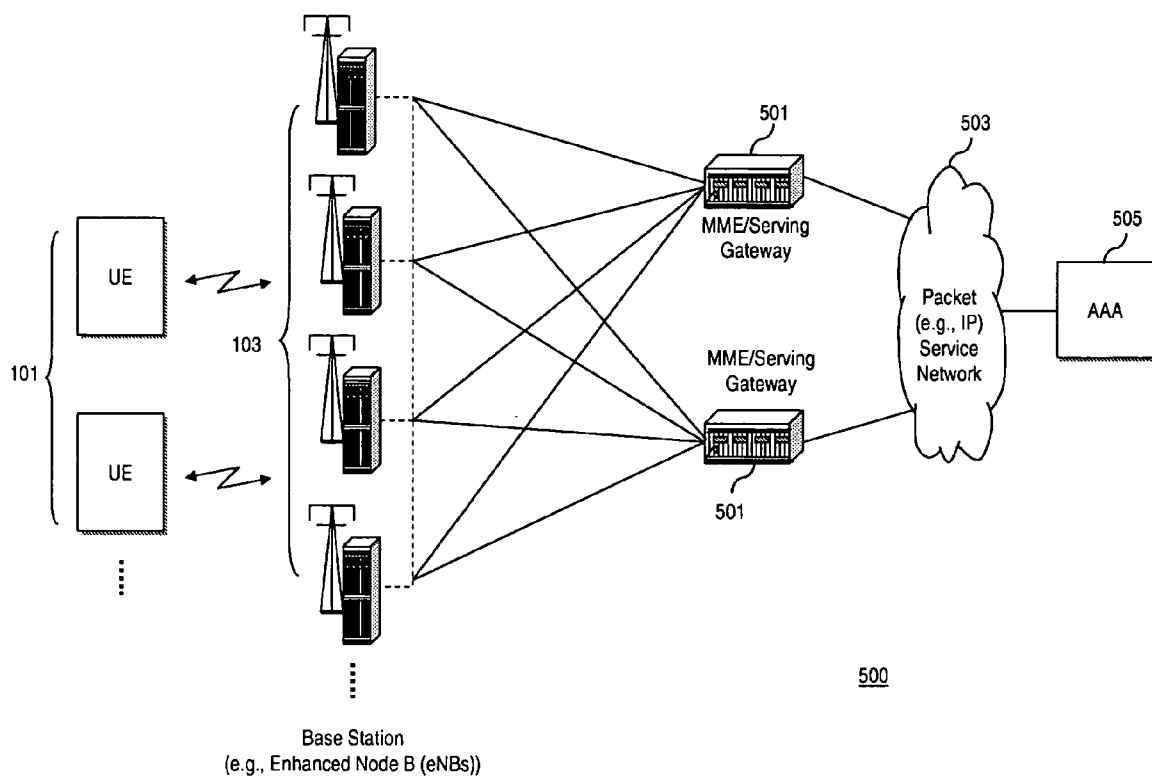 501
MME/Serving
Gateway
503
505
UE
103
101
Packet
(e.g., IP)
Service
Network
AAA
MME/Serving
Gateway
501
UE
500
Base Station
(e.g., Enhanced Node B (eNBs))